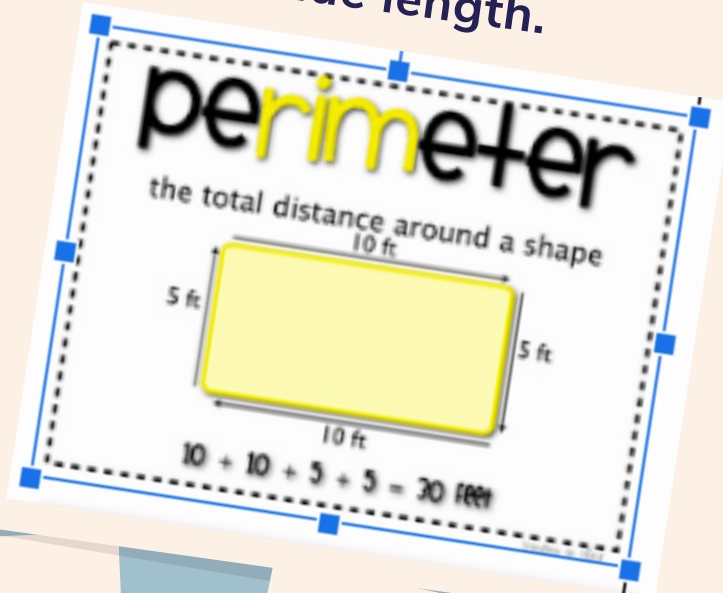 length.
perimeter
the total distance around a shape
10 ft
5 ft
5 ft
10 ft
10 + 10 + 5 + 5 = 30 feet